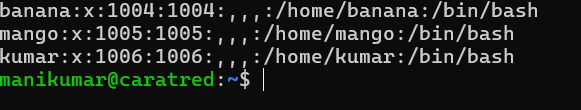 banana:x:1004:1004:,,,:/home/banana:/bin/bash
mango:x:1005:1005:,,,:/home/mango:/bin/bash
kumar:x:1006:1006:,,,:/home/kumar:/bin/bash
manikumar@caratred:~$